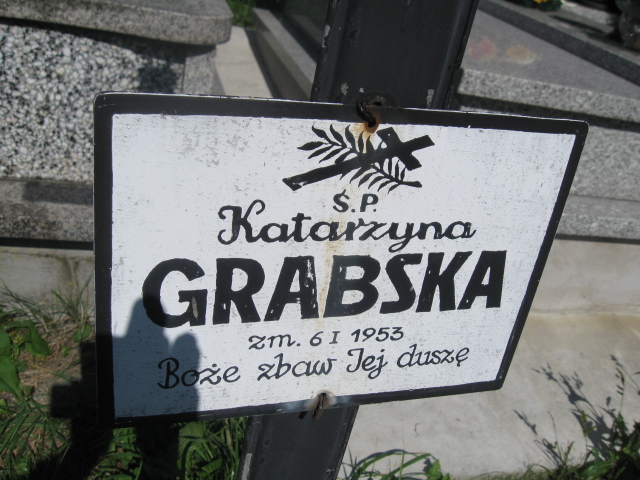 Ś.P.
Katarzyna
GRABSKA
zm. 6 I 1953
Boże zbaw Jej duszę